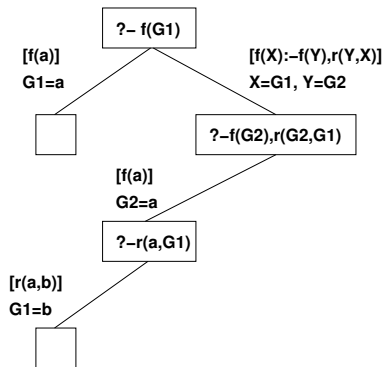 ?– f(G1)
[f(a)]
G1=a
[f(X):–f(Y),r(Y,X)]
X=G1, Y=G2
?–f(G2),r(G2,G1)
[f(a)]
G2=a
?–r(a,G1)
[r(a,b)]
G1=b